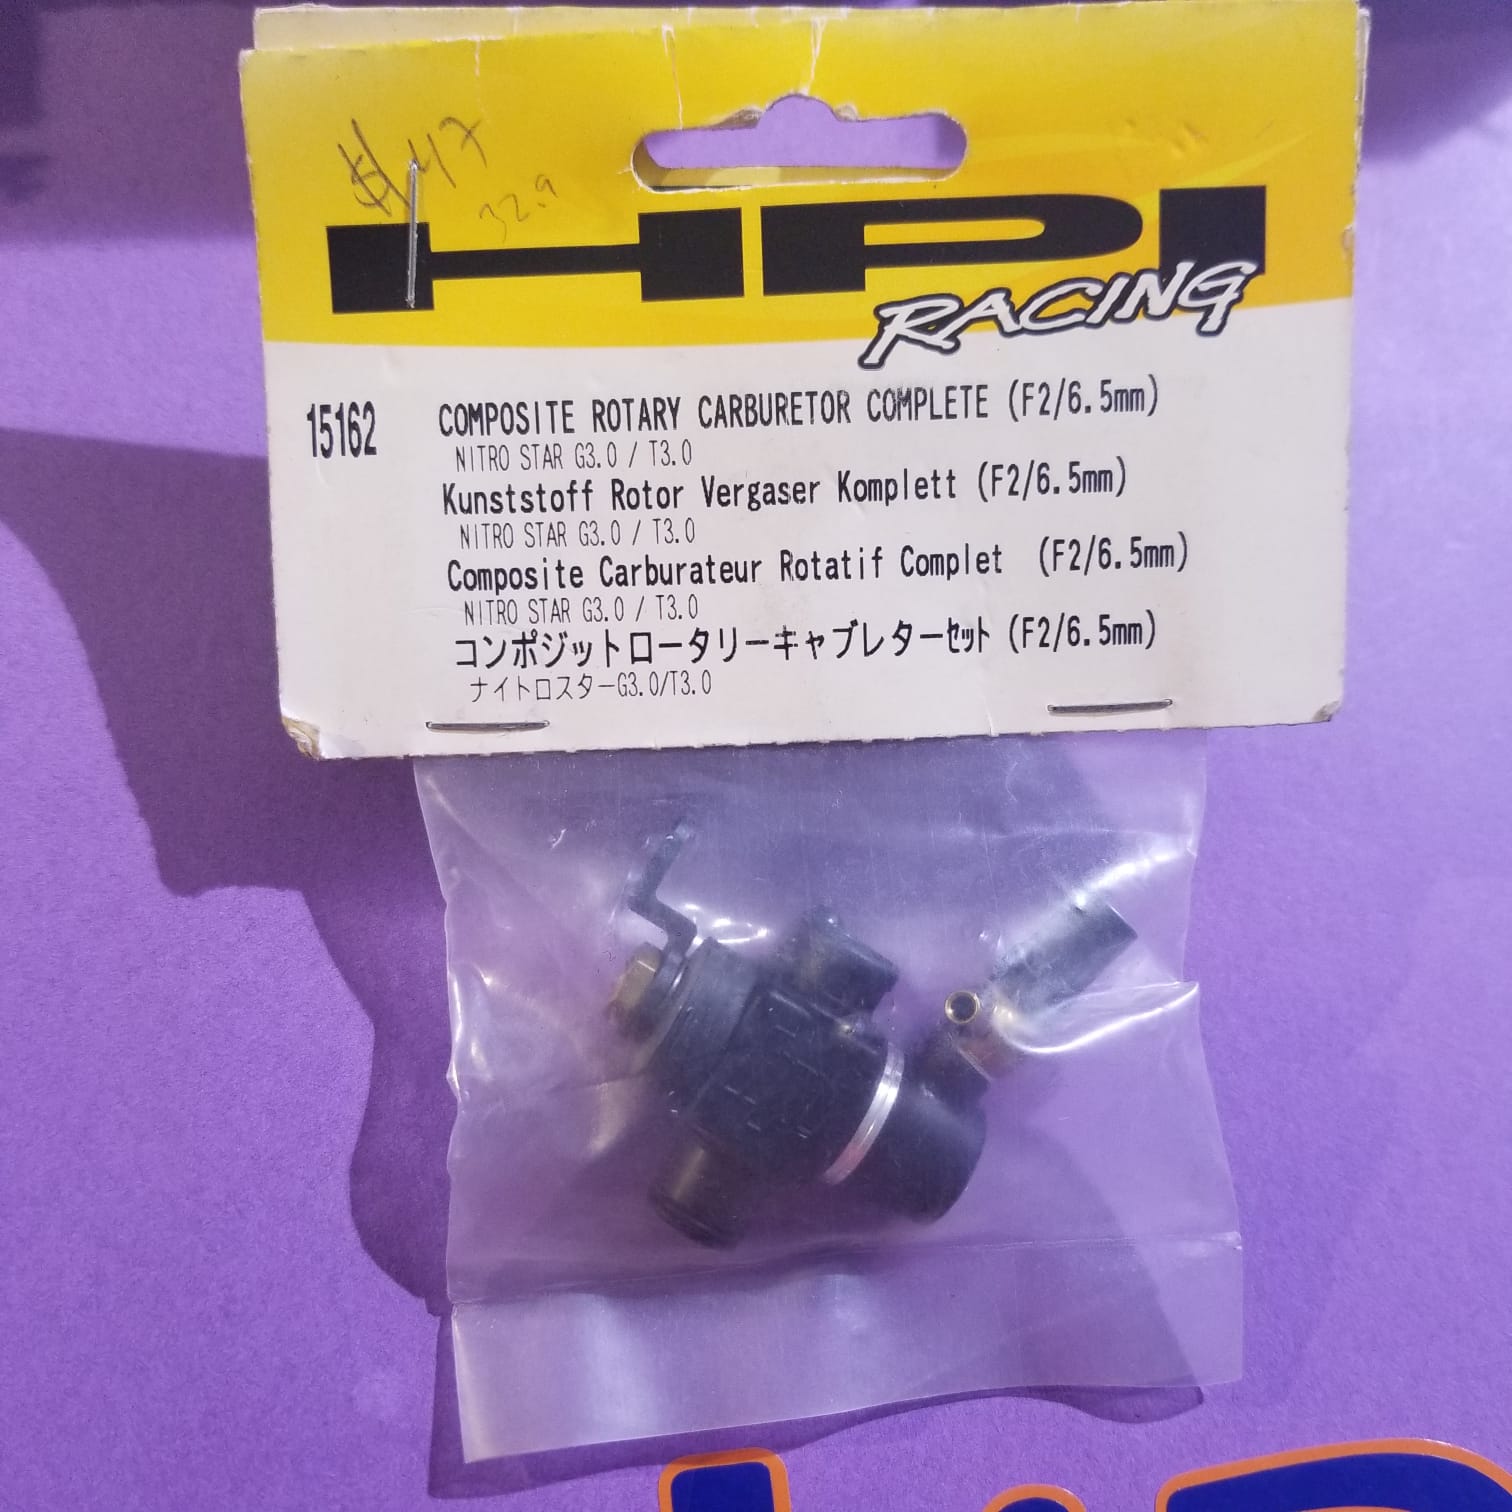 $47
32.9
HPI
RACING
15162 COMPOSITE ROTARY CARBURETOR COMPLETE (F2/6.5mm)
NITRO STAR G3.0 / T3.0
Kunststoff Rotor Vergaser Komplett (F2/6.5mm)
NITRO STAR G3.0 / T3.0
Composite Carburateur Rotatif Complet (F2/6.5mm)
NITRO STAR G3.0 / T3.0
コンポジットロータリーキャブレターセット (F2/6.5mm)
ナイトロスターG3.0/T3.0